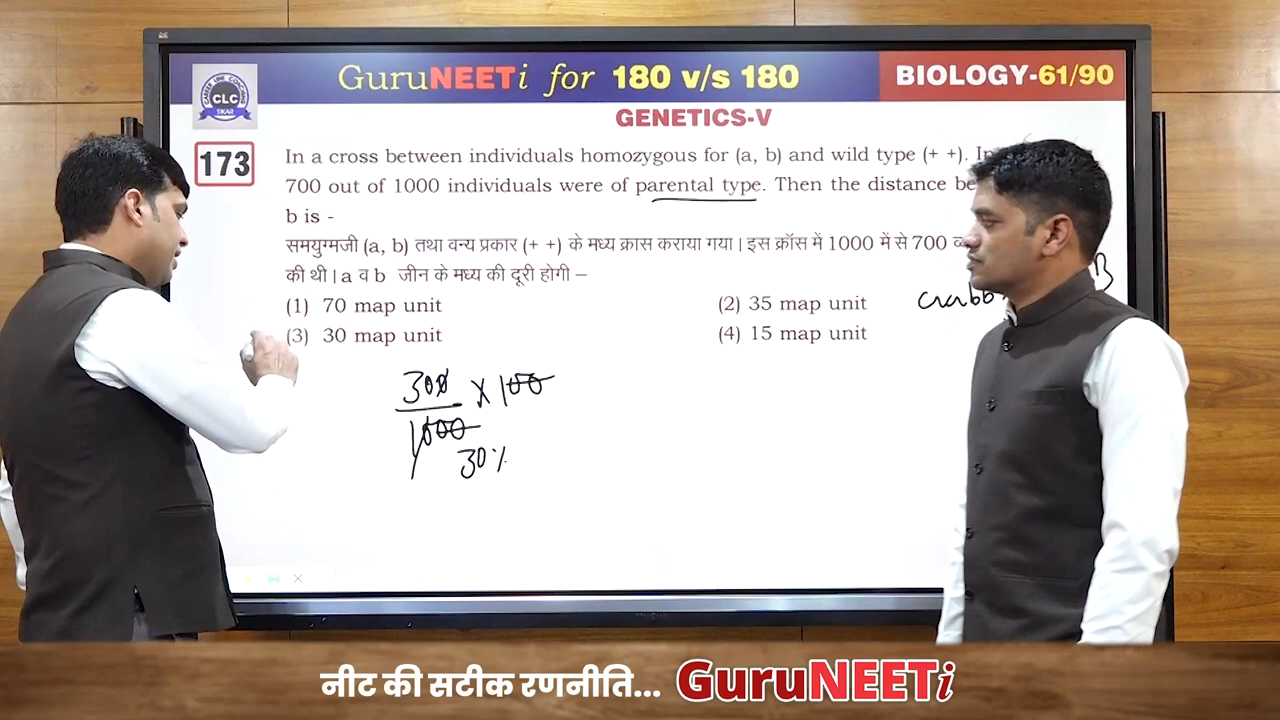 GuruNEETi for 180 v/s 180
BIOLOGY-61/90
CLC
SIKAR
GENETICS-V
173
In a cross between individuals homozygous for (a, b) and wild type (+ +). In
700 out of 1000 individuals were of parental type. Then the distance be
b is -
समयुग्मजी (a, b) तथा वन्य प्रकार (+ +) के मध्य क्रास कराया गया। इस क्रॉस में 1000 में से 700
की थी। a व b जीन के मध्य की दूरी होगी –
(1) 70 map unit
(2) 35 map unit
(3) 30 map unit
(4) 15 map unit
300
× 100
1000
30%
नीट की सटीक रणनीति... GuruNEETi